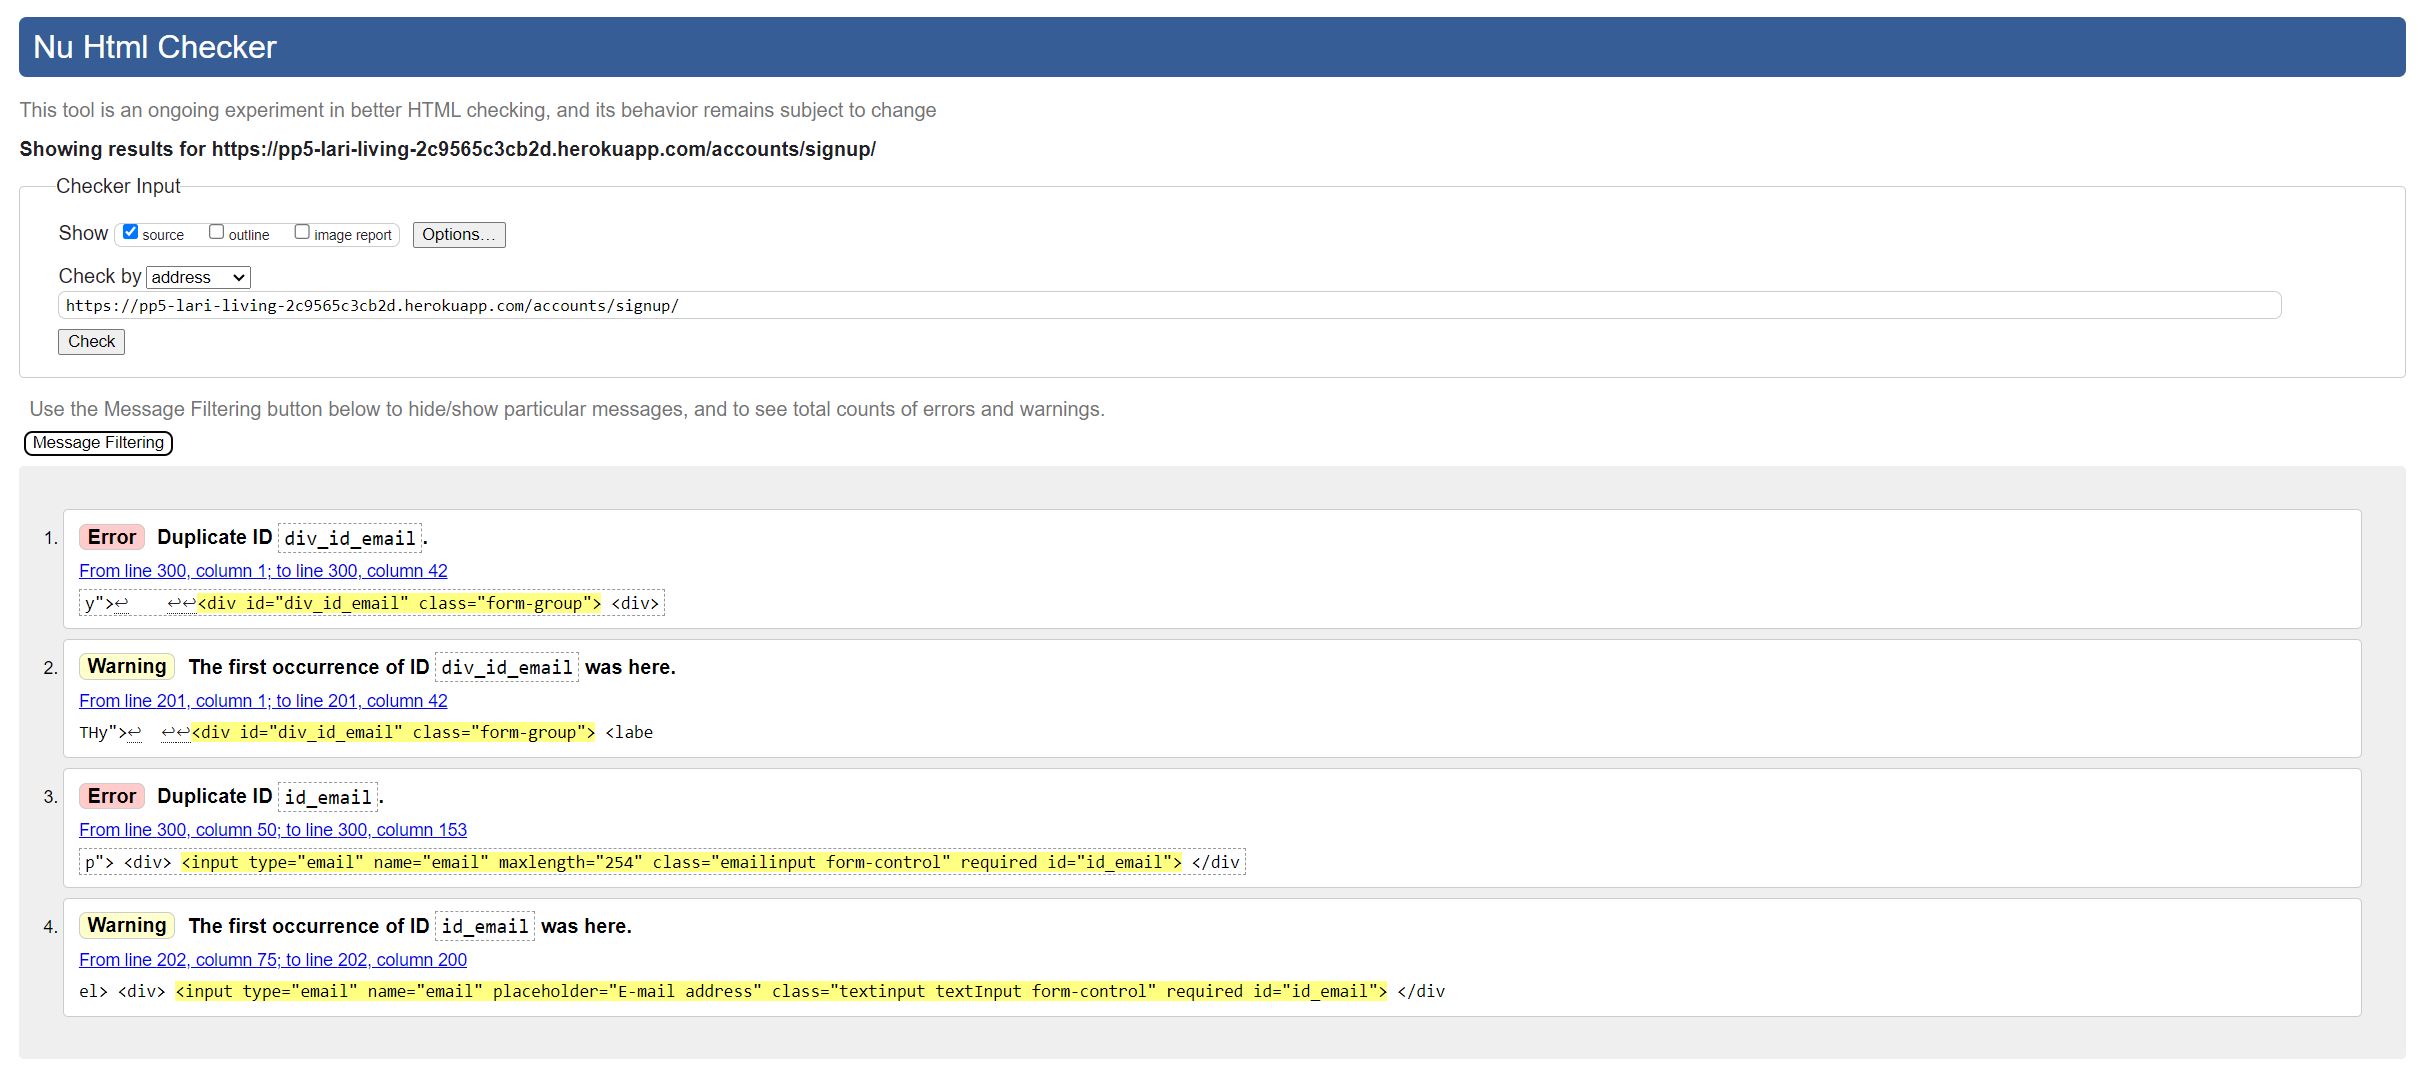 Nu Html Checker
This tool is an ongoing experiment in better HTML checking, and its behavior remains subject to change
Showing results for https://pp5-lari-living-2c9565c3cb2d.herokuapp.com/accounts/signup/
Checker Input
Show source outline image report Options...
Check by address
https://pp5-lari-living-2c9565c3cb2d.herokuapp.com/accounts/signup/
Check
Use the Message Filtering button below to hide/show particular messages, and to see total counts of errors and warnings.
Message Filtering
1. Error Duplicate ID div_id_email.
From line 300, column 1; to line 300, column 42
y">↩ ↩↩<div id="div_id_email" class="form-group"> <div>
2. Warning The first occurrence of ID div_id_email was here.
From line 201, column 1; to line 201, column 42
THy">↩ ↩↩<div id="div_id_email" class="form-group"> <labe
3. Error Duplicate ID id_email.
From line 300, column 50; to line 300, column 153
p"> <div> <input type="email" name="email" maxlength="254" class="emailinput form-control" required id="id_email"> </div
4. Warning The first occurrence of ID id_email was here.
From line 202, column 75; to line 202, column 200
el> <div> <input type="email" name="email" placeholder="E-mail address" class="textinput textInput form-control" required id="id_email"> </div